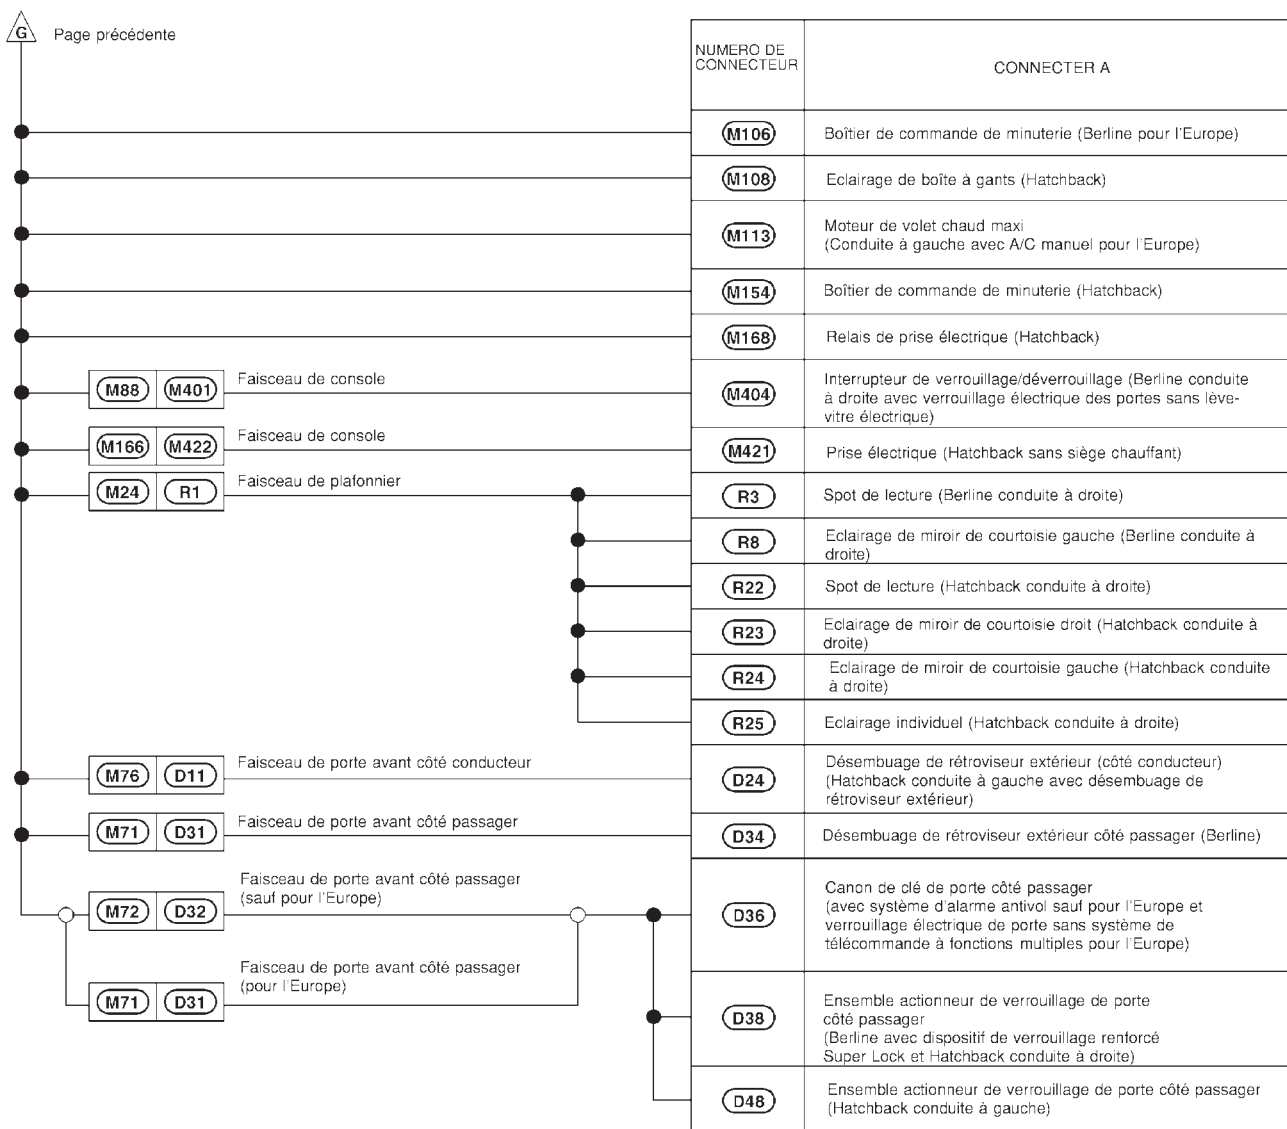 G
Page précédente
NUMERO DE
CONNECTEUR
CONNECTER A
M106
Boîtier de commande de minuterie (Berline pour l'Europe)
M108
Eclairage de boîte à gants (Hatchback)
M113
Moteur de volet chaud maxi
(Conduite à gauche avec A/C manuel pour l'Europe)
M154
Boîtier de commande de minuterie (Hatchback)
M168
Relais de prise électrique (Hatchback)
M88 M401
Faisceau de console
M404
Interrupteur de verrouillage/déverrouillage (Berline conduite
à droite avec verrouillage électrique des portes sans lève-
vitre électrique)
M166 M422
Faisceau de console
M421
Prise électrique (Hatchback sans siège chauffant)
M24 R1
Faisceau de plafonnier
R3
Spot de lecture (Berline conduite à droite)
R8
Eclairage de miroir de courtoisie gauche (Berline conduite à
droite)
R22
Spot de lecture (Hatchback conduite à droite)
R23
Eclairage de miroir de courtoisie droit (Hatchback conduite à
droite)
R24
Eclairage de miroir de courtoisie gauche (Hatchback conduite
à droite)
R25
Eclairage individuel (Hatchback conduite à droite)
M76 D11
Faisceau de porte avant côté conducteur
D24
Désembuage de rétroviseur extérieur (côté conducteur)
(Hatchback conduite à gauche avec désembuage de
rétroviseur extérieur)
M71 D31
Faisceau de porte avant côté passager
D34
Désembuage de rétroviseur extérieur côté passager (Berline)
M72 D32
Faisceau de porte avant côté passager
(sauf pour l'Europe)
D36
Canon de clé de porte côté passager
(avec système d'alarme antivol sauf pour l'Europe et
verrouillage électrique de porte sans système de
télécommande à fonctions multiples pour l'Europe)
M71 D31
Faisceau de porte avant côté passager
(pour l'Europe)
D38
Ensemble actionneur de verrouillage de porte
côté passager
(Berline avec dispositif de verrouillage renforcé
Super Lock et Hatchback conduite à droite)
D48
Ensemble actionneur de verrouillage de porte côté passager
(Hatchback conduite à gauche)